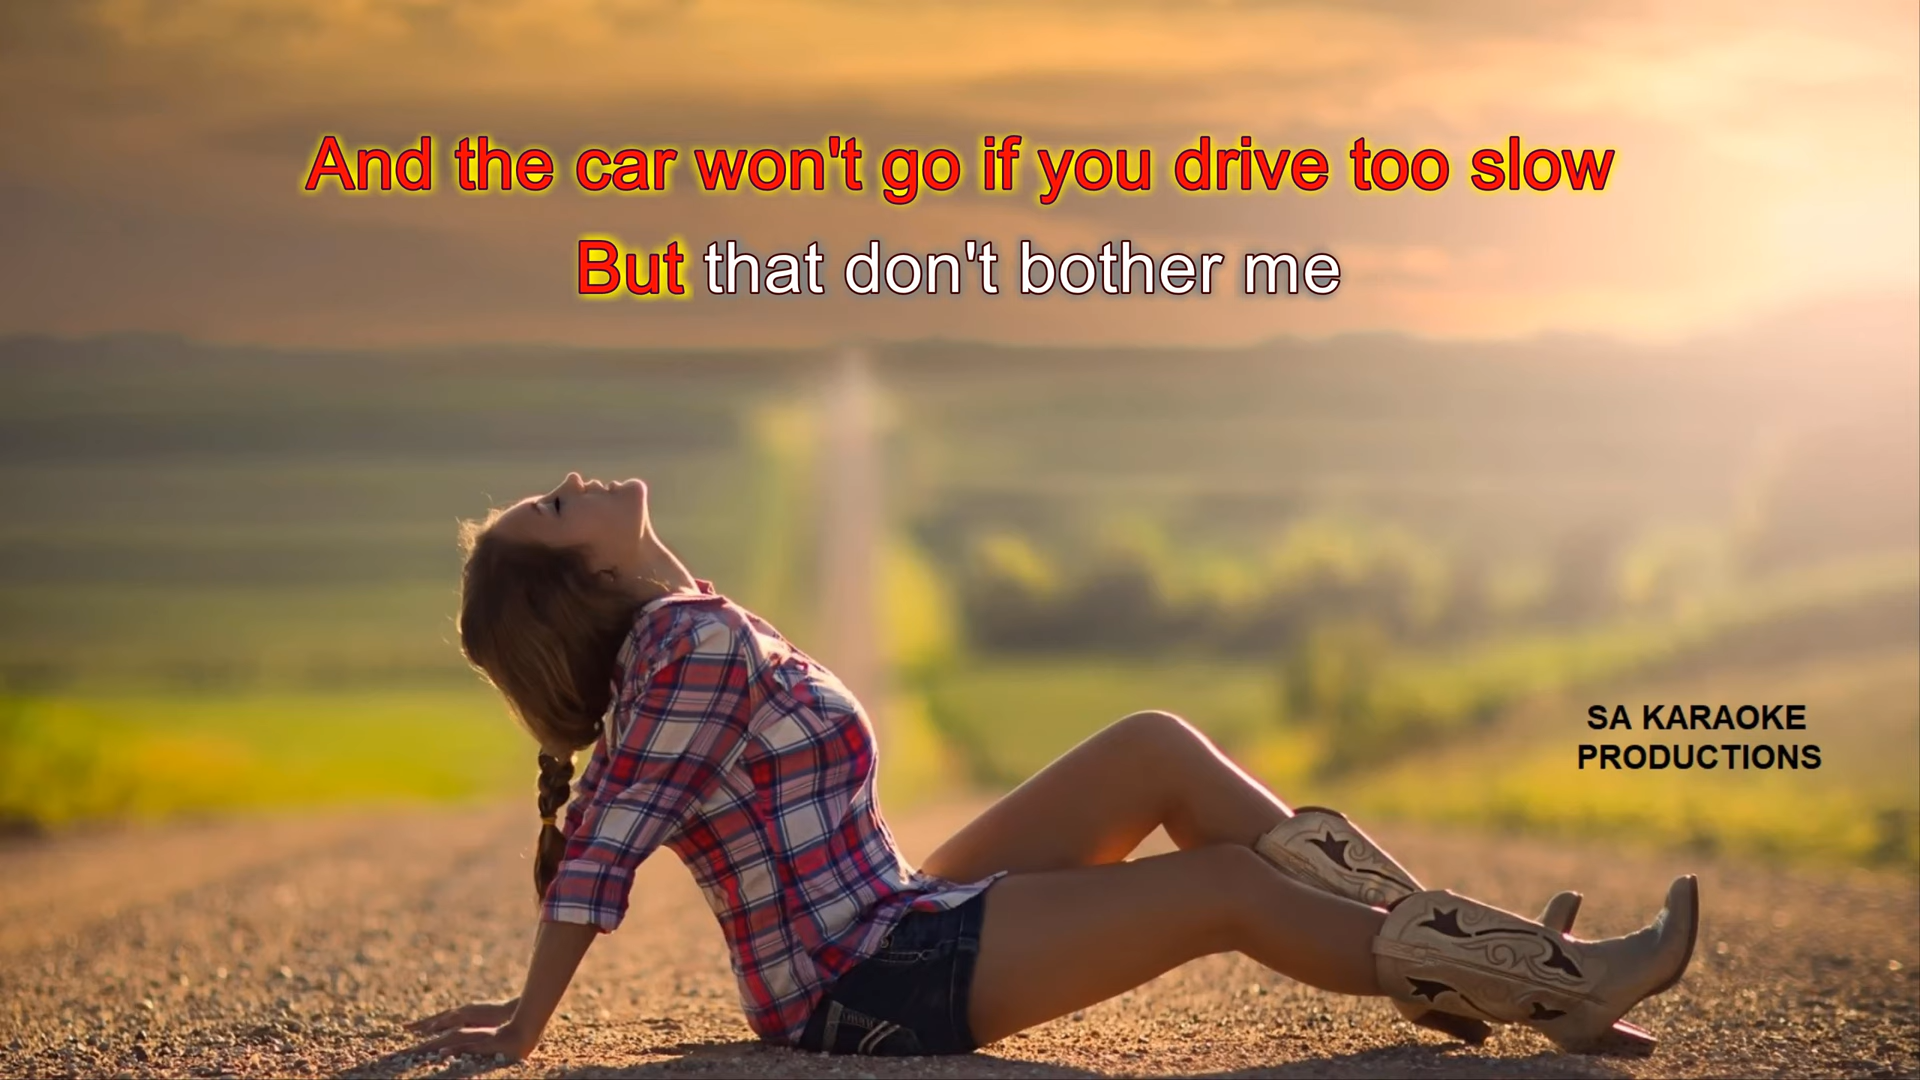 And the car won't go if you drive too slow
But that don't bother me
SA KARAOKE
PRODUCTIONS